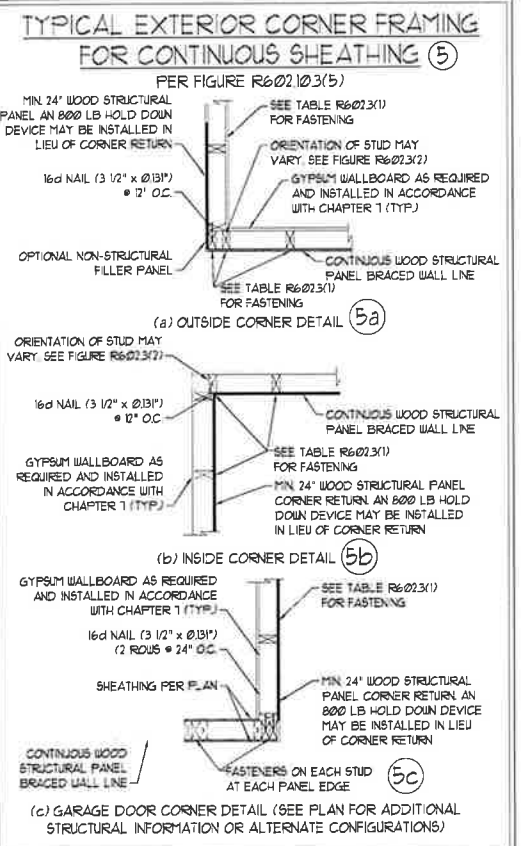 TYPICAL EXTERIOR CORNER FRAMING
FOR CONTINUOUS SHEATHING 5
PER FIGURE R602.10.3(5)
MIN. 24" WOOD STRUCTURAL
PANEL AN 800 LB HOLD DOWN
DEVICE MAY BE INSTALLED IN
LIEU OF CORNER RETURN
SEE TABLE R602.3(1)
FOR FASTENING
ORIENTATION OF STUD MAY
VARY. SEE FIGURE R602.3(2)
16d NAIL (3 1/2" x 0.131")
@ 12' O.C.
GYPSUM WALLBOARD AS REQUIRED
AND INSTALLED IN ACCORDANCE
WITH CHAPTER 7 (TYP.)
OPTIONAL NON-STRUCTURAL
FILLER PANEL
CONTINUOUS WOOD STRUCTURAL
PANEL BRACED WALL LINE
SEE TABLE R602.3(1)
FOR FASTENING
(a) OUTSIDE CORNER DETAIL 5a
ORIENTATION OF STUD MAY
VARY. SEE FIGURE R602.3(2)
16d NAIL (3 1/2" x 0.131")
@ 12" O.C.
CONTINUOUS WOOD STRUCTURAL
PANEL BRACED WALL LINE
GYPSUM WALLBOARD AS
REQUIRED AND INSTALLED
IN ACCORDANCE WITH
CHAPTER 7 (TYP.)
SEE TABLE R602.3(1)
FOR FASTENING
MIN. 24" WOOD STRUCTURAL PANEL
CORNER RETURN. AN 800 LB HOLD
DOWN DEVICE MAY BE INSTALLED
IN LIEU OF CORNER RETURN
(b) INSIDE CORNER DETAIL 5b
GYPSUM WALLBOARD AS REQUIRED
AND INSTALLED IN ACCORDANCE
WITH CHAPTER 7 (TYP.)
SEE TABLE R602.3(1)
FOR FASTENING
16d NAIL (3 1/2" x 0.131")
(2 ROWS @ 24" O.C.
SHEATHING PER PLAN
MIN. 24" WOOD STRUCTURAL
PANEL CORNER RETURN. AN
800 LB HOLD DOWN DEVICE
MAY BE INSTALLED IN LIEU
OF CORNER RETURN
CONTINUOUS WOOD
STRUCTURAL PANEL
BRACED WALL LINE
FASTENERS ON EACH STUD
AT EACH PANEL EDGE
5c
(c) GARAGE DOOR CORNER DETAIL (SEE PLAN FOR ADDITIONAL
STRUCTURAL INFORMATION OR ALTERNATE CONFIGURATIONS)